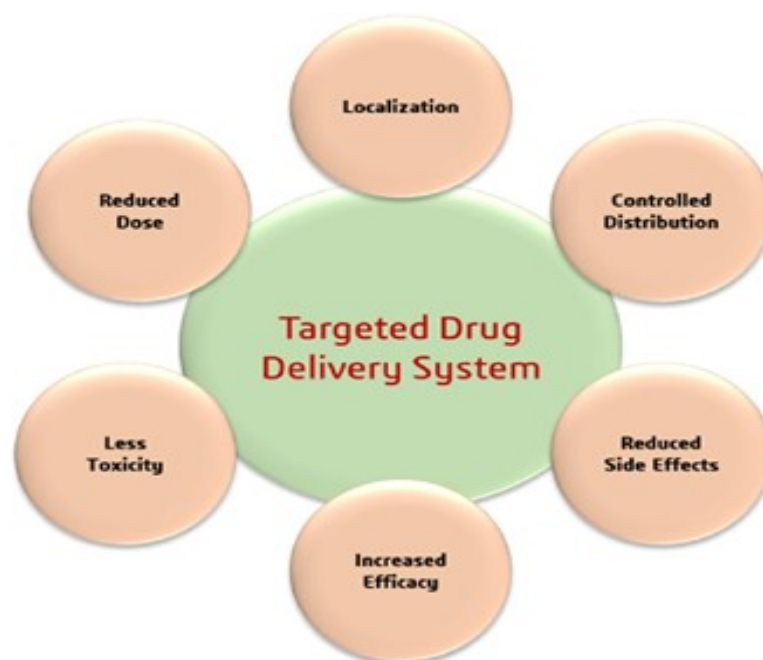 Localization
Controlled
Distribution
Reduced
Side Effects
Increased
Efficacy
Less
Toxicity
Reduced
Dose
Targeted Drug
Delivery System